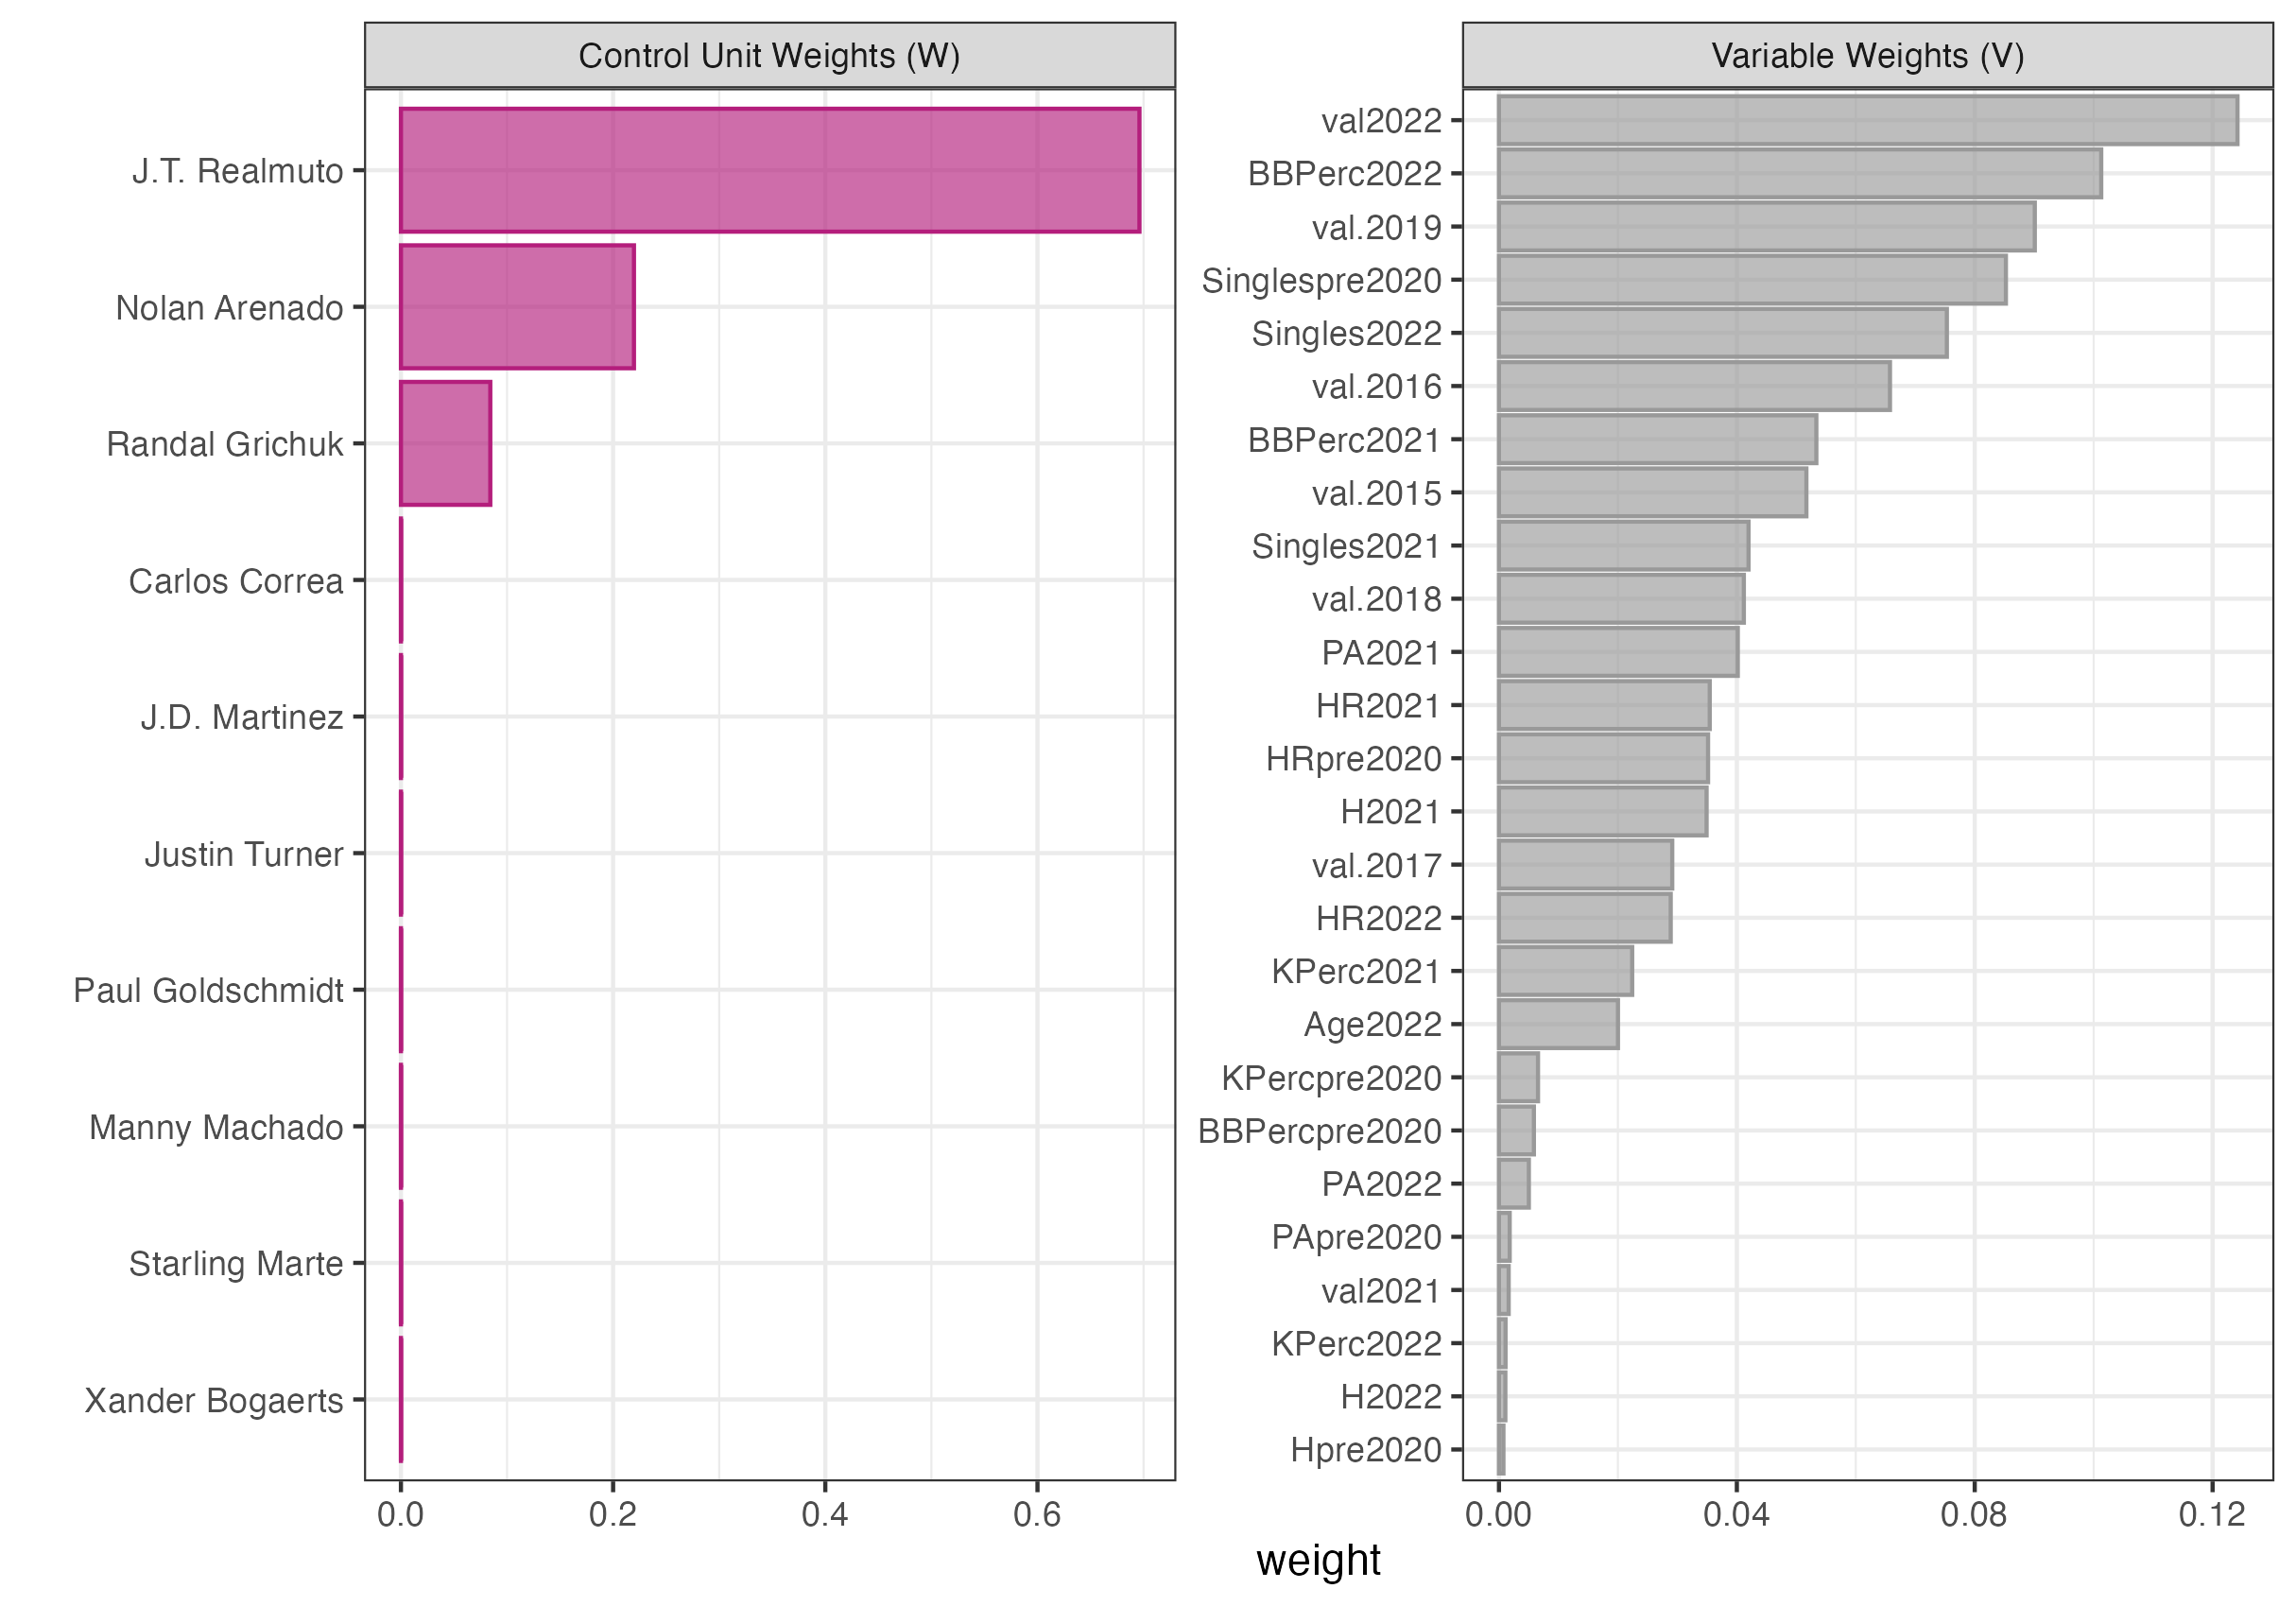 Control Unit Weights (W)
J.T. Realmuto
Nolan Arenado
Randal Grichuk
Carlos Correa
J.D. Martinez
Justin Turner
Paul Goldschmidt
Manny Machado
Starling Marte
Xander Bogaerts
0.0 0.2 0.4 0.6
Variable Weights (V)
val2022
BBPerc2022
val.2019
Singlespre2020
Singles2022
val.2016
BBPerc2021
val.2015
Singles2021
val.2018
PA2021
HR2021
HRpre2020
H2021
val.2017
HR2022
KPerc2021
Age2022
KPercpre2020
BBPercpre2020
PA2022
PApre2020
val2021
KPerc2022
H2022
Hpre2020
0.00 0.04 0.08 0.12
weight